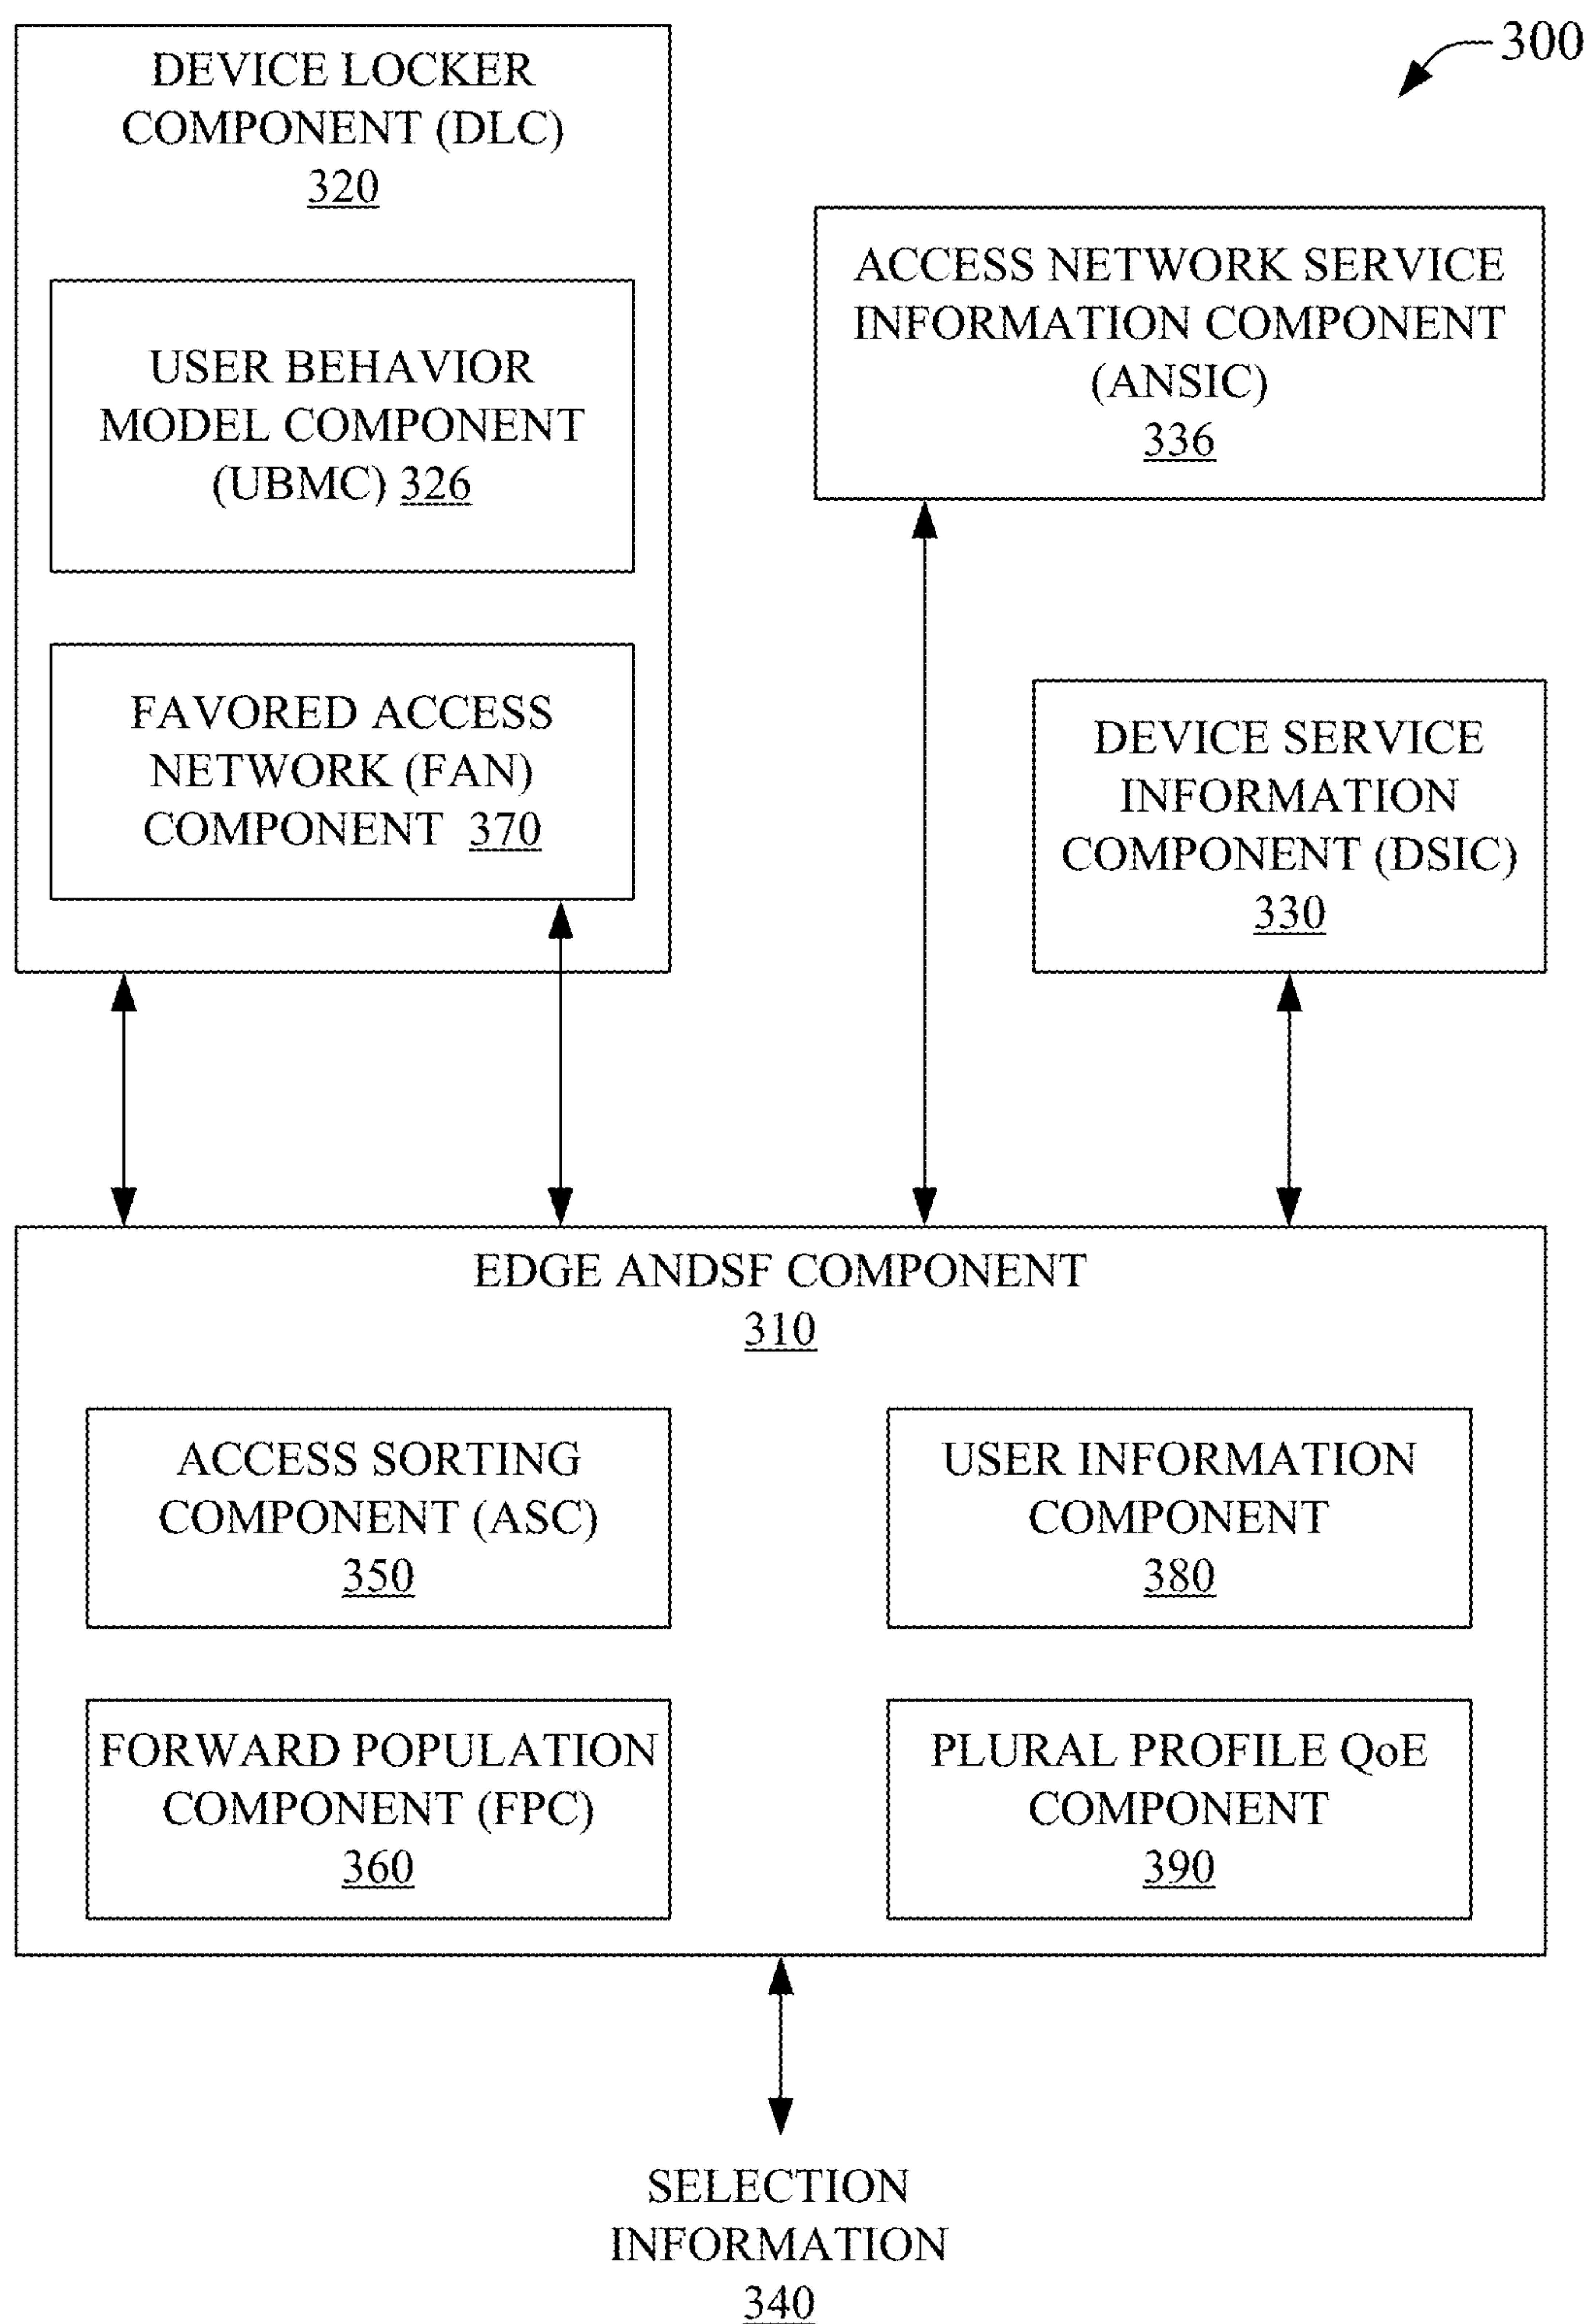 300
DEVICE LOCKER
COMPONENT (DLC)
320
USER BEHAVIOR
MODEL COMPONENT
(UBMC) 326
FAVORED ACCESS
NETWORK (FAN)
COMPONENT 370
ACCESS NETWORK SERVICE
INFORMATION COMPONENT
(ANSIC)
336
DEVICE SERVICE
INFORMATION
COMPONENT (DSIC)
330
EDGE ANDSF COMPONENT
310
ACCESS SORTING
COMPONENT (ASC)
350
USER INFORMATION
COMPONENT
380
FORWARD POPULATION
COMPONENT (FPC)
360
PLURAL PROFILE QoE
COMPONENT
390
SELECTION
INFORMATION
340